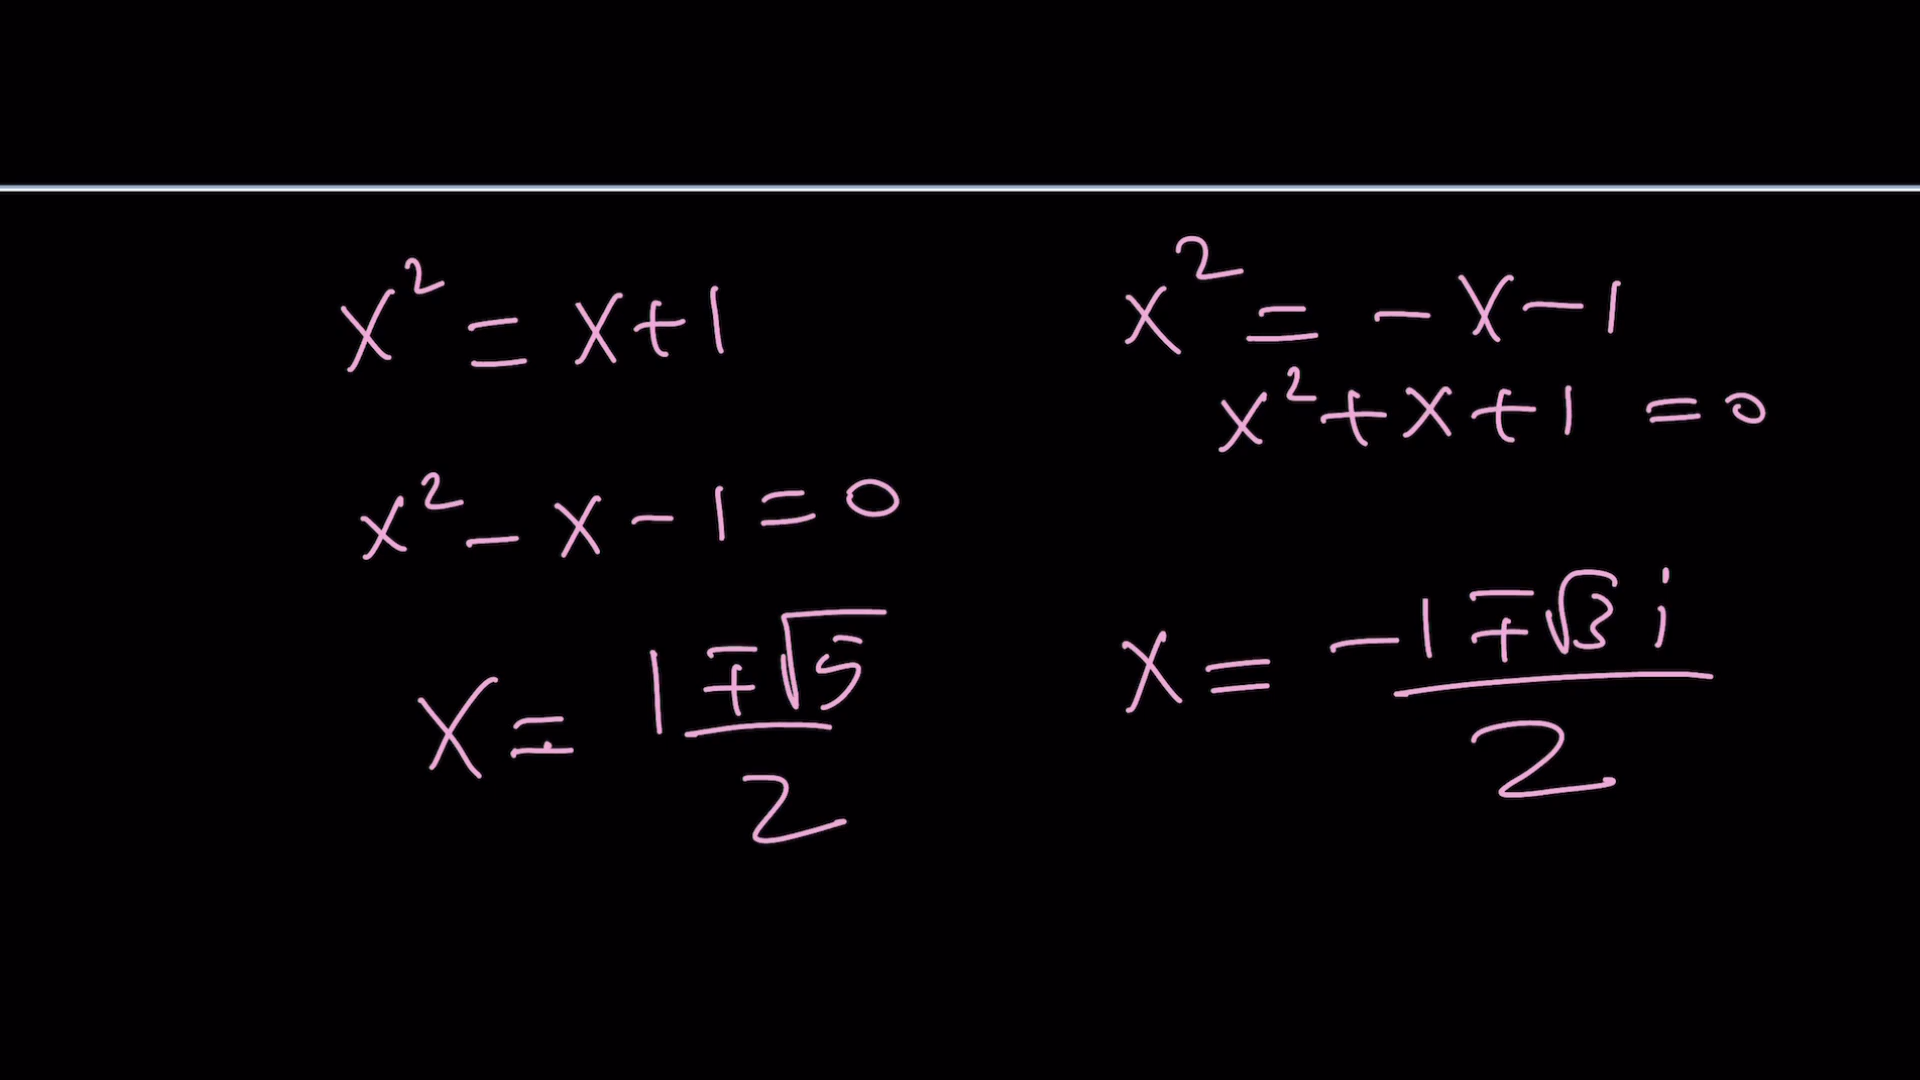 x² = x+1
x² - x - 1 = 0
x = (1 ∓ √5)/2
x² = -x-1
x² + x + 1 = 0
x = (-1 ∓ √3 i)/2